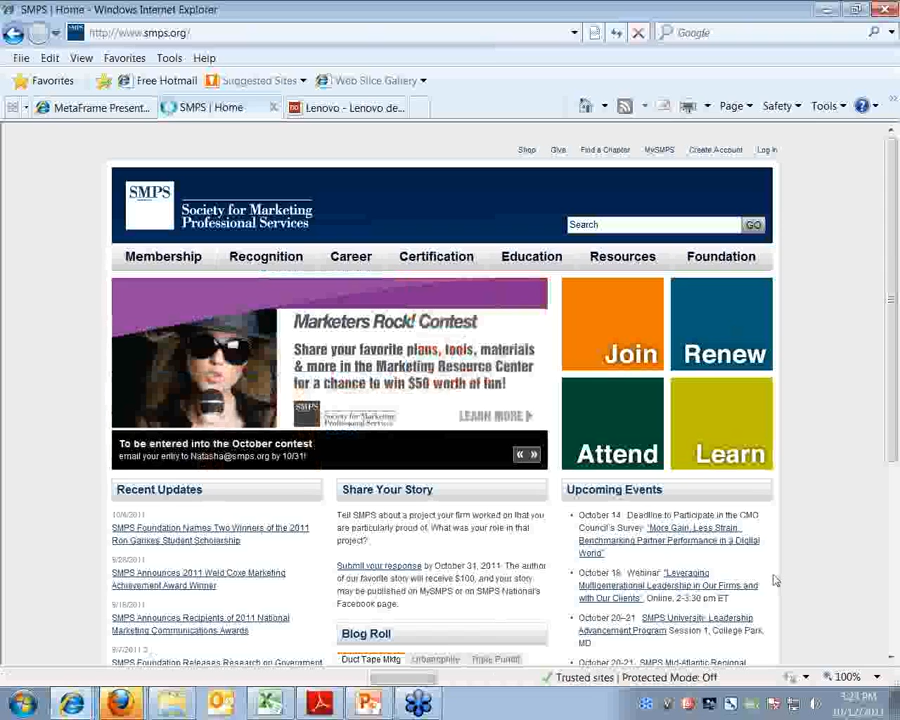 SMPS | Home - Windows Internet Explorer
http://www.smps.org/
Google
File Edit View Favorites Tools Help
Favorites Free Hotmail Suggested Sites Web Slice Gallery
MetaFrame Present... SMPS | Home Lenovo - Lenovo de...
Page Safety Tools
Shop Give Find a Chapter MySMPS Create Account Log In
SMPS Society for Marketing
Professional Services
Search GO
Membership Recognition Career Certification Education Resources Foundation
Marketers Rock! Contest
Share your favorite plans, tools, materials
& more in the Marketing Resource Center
for a chance to win $50 worth of fun!
SMPS Society for Marketing
Professional Services
LEARN MORE
To be entered into the October contest
email your entry to Natasha@smps.org by 10/31!
Join Renew
Attend Learn
Recent Updates
10/4/2011
SMPS Foundation Names Two Winners of the 2011
Ron Garikes Student Scholarship
9/28/2011
SMPS Announces 2011 Weld Coxe Marketing
Achievement Award Winner
9/16/2011
SMPS Announces Recipients of 2011 National
Marketing Communications Awards
9/7/2011
SMPS Foundation Releases Research on Government
Share Your Story
Tell SMPS about a project your firm worked on that you
are particularly proud of. What was your role in that
project?
Submit your response by October 31, 2011. The author
of our favorite story will receive $100, and your story
may be published on MySMPS or on SMPS National's
Facebook page.
Blog Roll
Duct Tape Mktg Urbanophily Triple Pundit
Upcoming Events
October 14 Deadline to Participate in the CMO
Council's Survey "More Gain, Less Strain
Benchmarking Partner Performance in a Digital
World"
October 18 Webinar "Leveraging
Multigenerational Leadership in Our Firms and
with Our Clients" Online, 2-3:30 pm ET
October 20-21 SMPS University Leadership
Advancement Program Session 1, College Park,
MD
October 20-21 SMPS Mid-Atlantic Regional
Trusted sites | Protected Mode: Off 100%
3:23 PM
10/12/2011